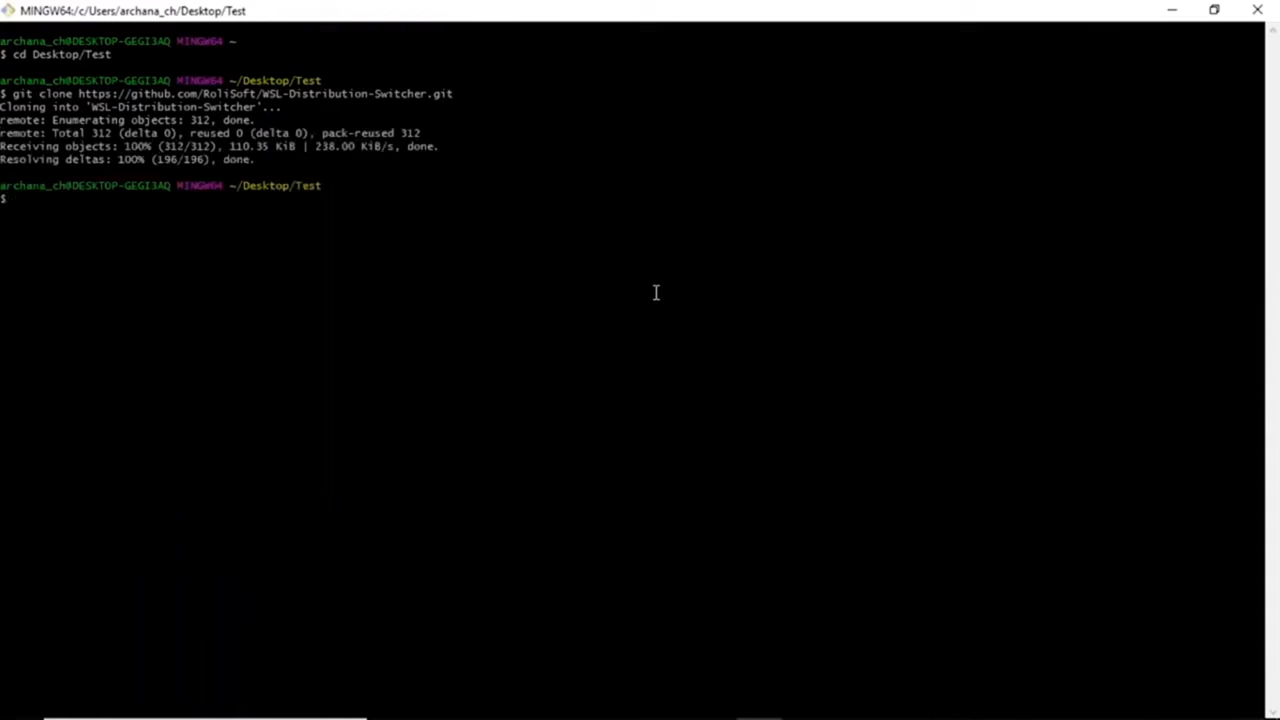 MINGW64:/c/Users/archana_ch/Desktop/Test
archana_ch@DESKTOP-GEGI3AQ MINGW64 ~
$ cd Desktop/Test
archana_ch@DESKTOP-GEGI3AQ MINGW64 ~/Desktop/Test
$ git clone https://github.com/RoliSoft/WSL-Distribution-Switcher.git
Cloning into 'WSL-Distribution-Switcher'...
remote: Enumerating objects: 312, done.
remote: Total 312 (delta 0), reused 0 (delta 0), pack-reused 312
Receiving objects: 100% (312/312), 110.35 KiB | 238.00 KiB/s, done.
Resolving deltas: 100% (196/196), done.
archana_ch@DESKTOP-GEGI3AQ MINGW64 ~/Desktop/Test
$